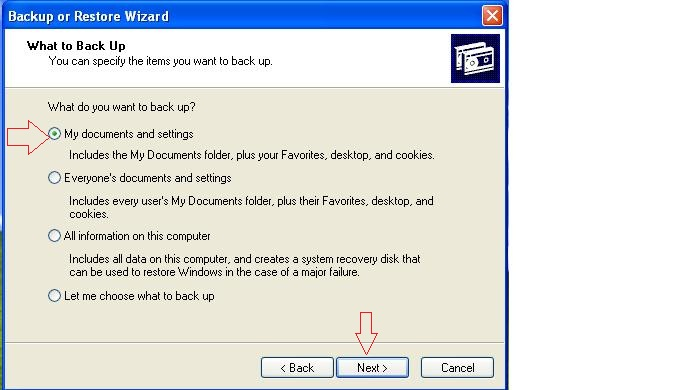 Backup or Restore Wizard
What to Back Up
You can specify the items you want to back up.
What do you want to back up?
My documents and settings
Includes the My Documents folder, plus your Favorites, desktop, and cookies.
Everyone's documents and settings
Includes every user's My Documents folder, plus their Favorites, desktop, and
cookies.
All information on this computer
Includes all data on this computer, and creates a system recovery disk that
can be used to restore Windows in the case of a major failure.
Let me choose what to back up
< Back Next > Cancel